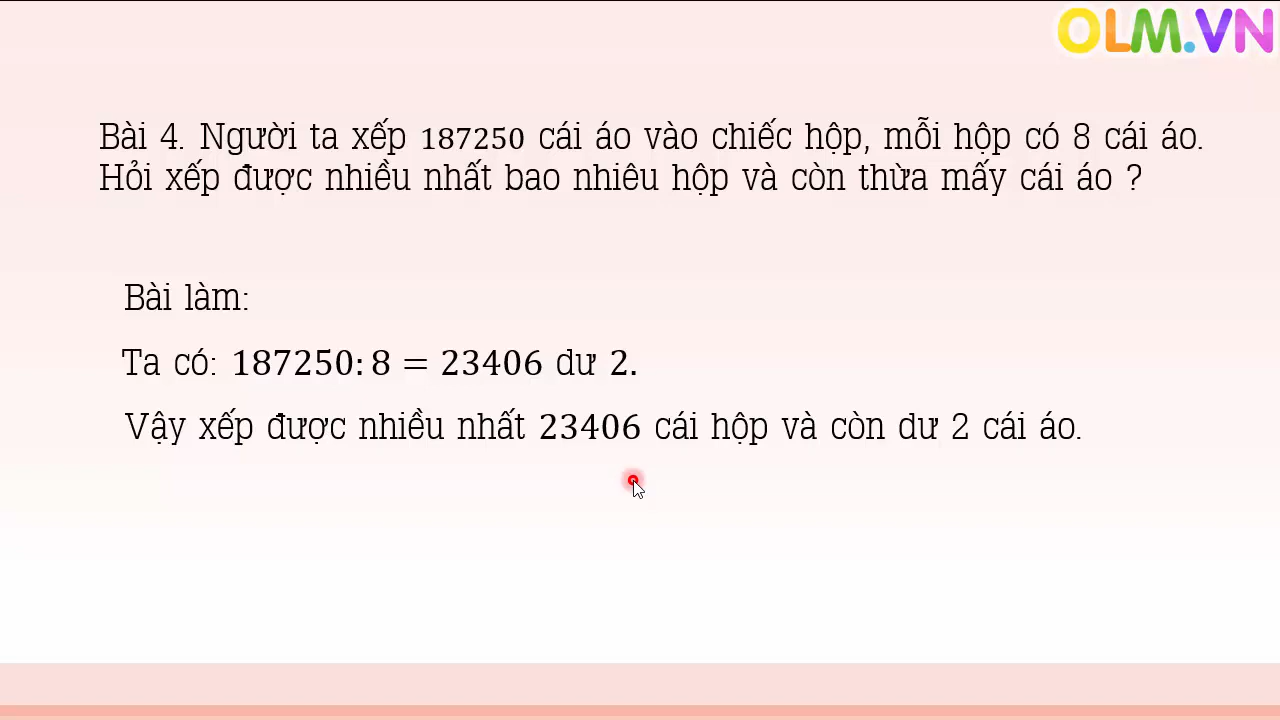 OLM.VN
Bài 4. Người ta xếp 187250 cái áo vào chiếc hộp, mỗi hộp có 8 cái áo.
Hỏi xếp được nhiều nhất bao nhiêu hộp và còn thừa mấy cái áo ?
Bài làm:
Ta có: 187250: 8 = 23406 dư 2.
Vậy xếp được nhiều nhất 23406 cái hộp và còn dư 2 cái áo.